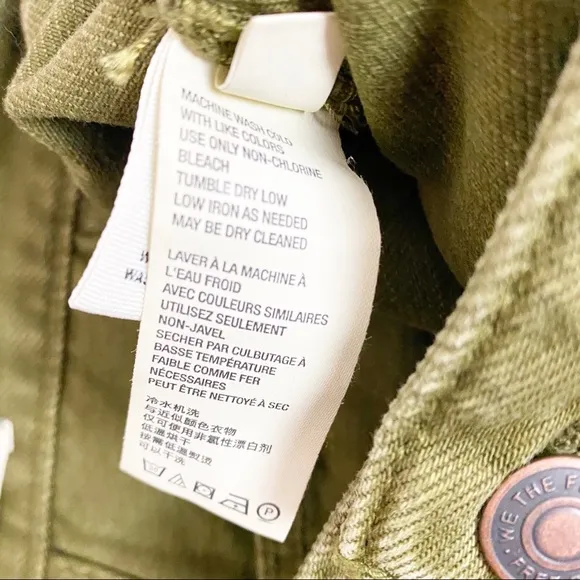 MACHINE WASH COLD
WITH LIKE COLORS
USE ONLY NON-CHLORINE
BLEACH
TUMBLE DRY LOW
LOW IRON AS NEEDED
MAY BE DRY CLEANED
LAVER À LA MACHINE À
L'EAU FROID
AVEC COULEURS SIMILAIRES
UTILISEZ SEULEMENT
NON-JAVEL
SECHER PAR CULBUTAGE À
BASSE TEMPÉRATURE
FAIBLE COMME FER
NÉCESSAIRES
PEUT ÊTRE NETTOYÉ À SEC
冷水机洗
与近似颜色衣物
仅可使用非氯性漂白剂
低温烘干
按需低温熨烫
可以干洗
P
WE THE F